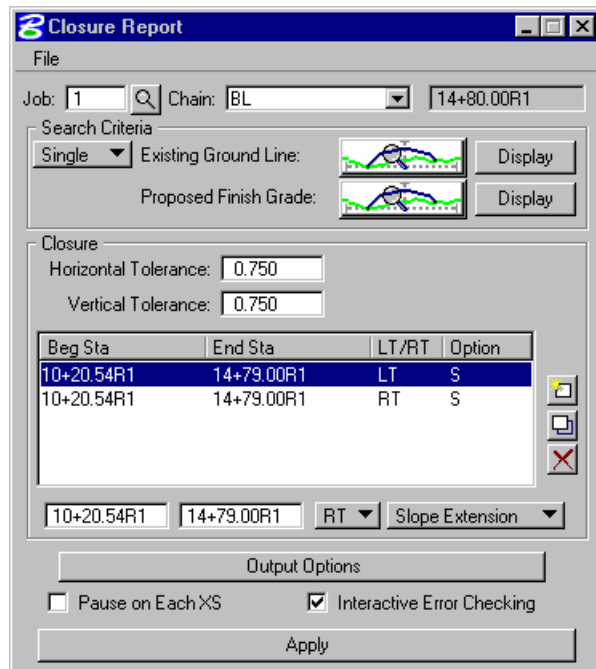 Closure Report
File
Job: 1 Chain: BL 14+80.00R1
Search Criteria
Single Existing Ground Line: Display
Proposed Finish Grade: Display
Closure
Horizontal Tolerance: 0.750
Vertical Tolerance: 0.750
Beg Sta End Sta LT/RT Option
10+20.54R1 14+79.00R1 LT S
10+20.54R1 14+79.00R1 RT S
10+20.54R1 14+79.00R1 RT Slope Extension
Output Options
Pause on Each XS Interactive Error Checking
Apply